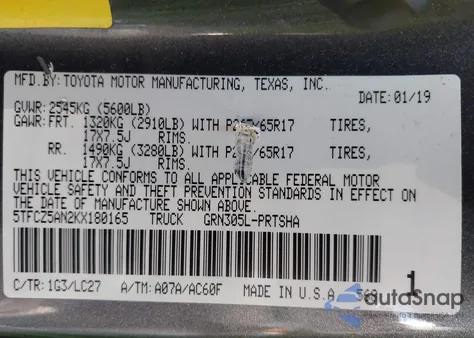 MFD.BY: TOYOTA MOTOR MANUFACTURING, TEXAS, INC.
DATE: 01/19
GVWR: 2545KG (5600LB)
GAWR: FRT. 1320KG (2910LB) WITH /65R17 TIRES,
17X7.5J RIMS.
RR. 1490KG (3280LB) WITH /65R17 TIRES,
17X7.5J RIMS.
THIS VEHICLE CONFORMS TO ALL APPLICABLE FEDERAL MOTOR
VEHICLE SAFETY AND THEFT PREVENTION STANDARDS IN EFFECT ON
THE DATE OF MANUFACTURE SHOWN ABOVE.
5TFCZ5AN2KX180165 TRUCK GRN305L-PRTSHA
C/TR: 1G3/LC27 A/TM: A07A/AC60F MADE IN U.S.A. 1
autoSnap